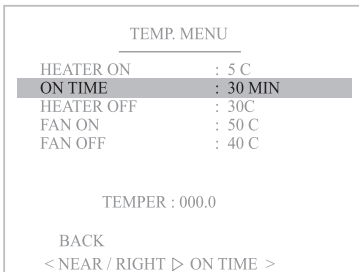 TEMP. MENU
HEATER ON : 5 C
ON TIME : 30 MIN
HEATER OFF : 30C
FAN ON : 50 C
FAN OFF : 40 C
TEMPER : 000.0
BACK
< NEAR / RIGHT ▷ ON TIME >